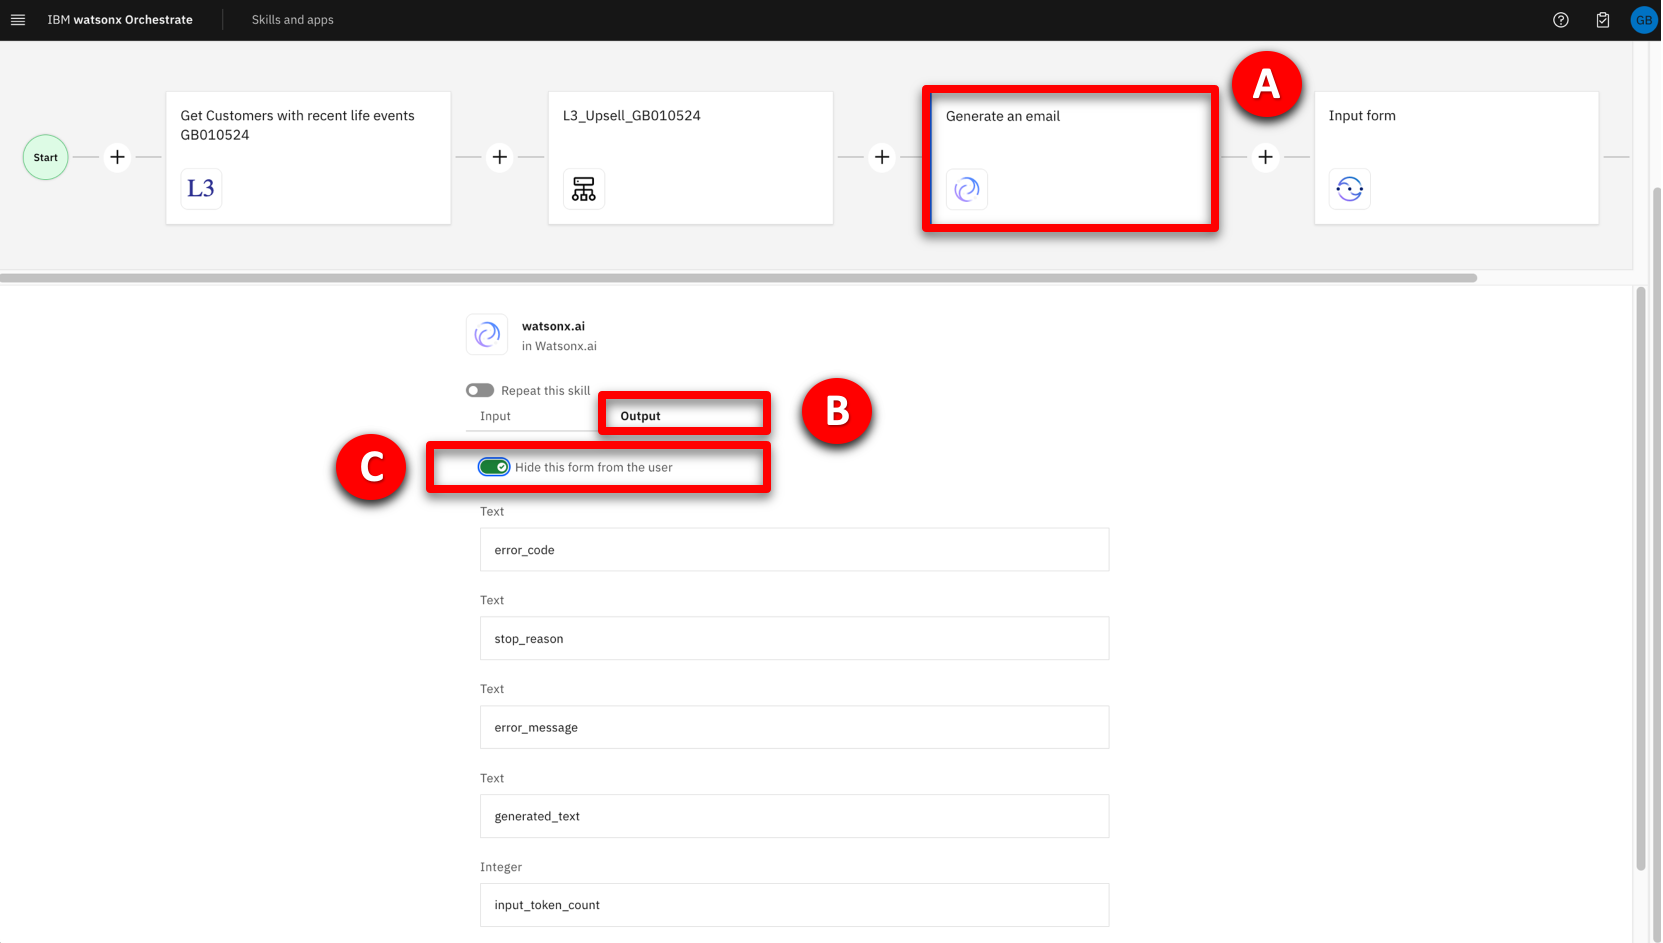 IBM watsonx Orchestrate
Skills and apps
GB
A
Start
Get Customers with recent life events
GB010524
L3
L3_Upsell_GB010524
Generate an email
Input form
watsonx.ai
in Watsonx.ai
Repeat this skill
Input
Output
B
C
Hide this form from the user
Text
error_code
Text
stop_reason
Text
error_message
Text
generated_text
Integer
input_token_count